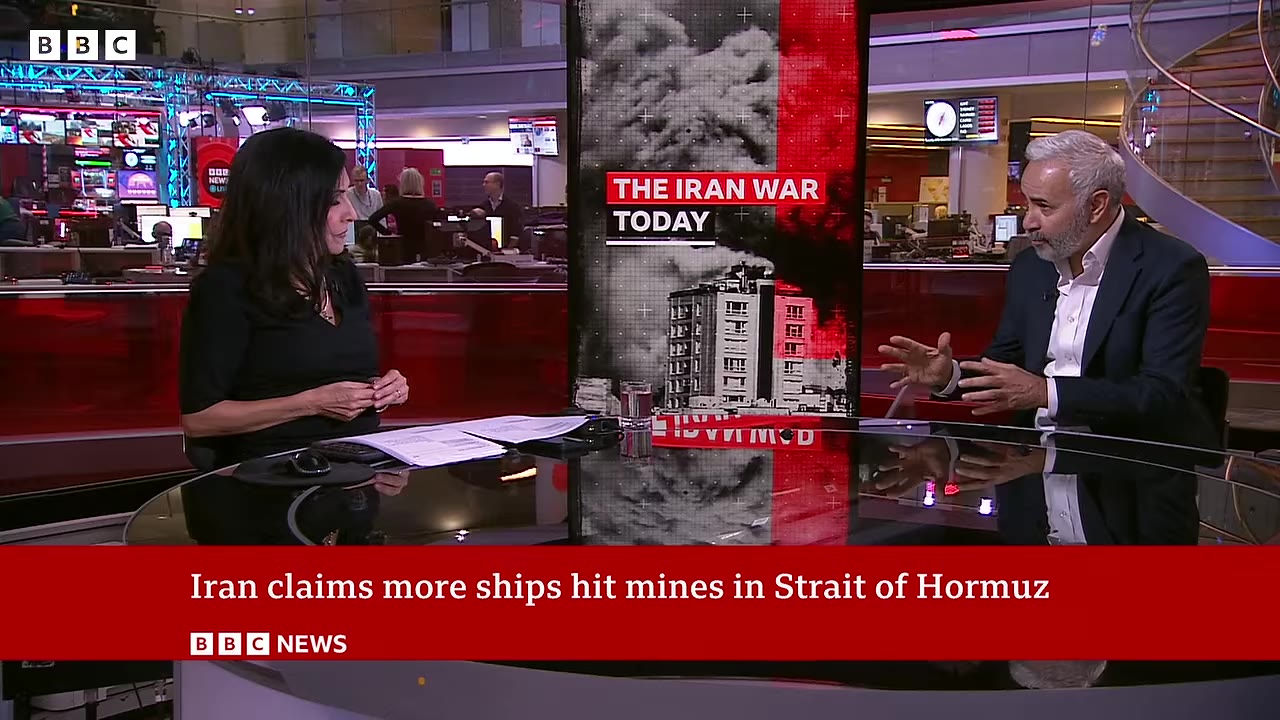 BBC
THE IRAN WAR
TODAY
Iran claims more ships hit mines in Strait of Hormuz
BBC NEWS